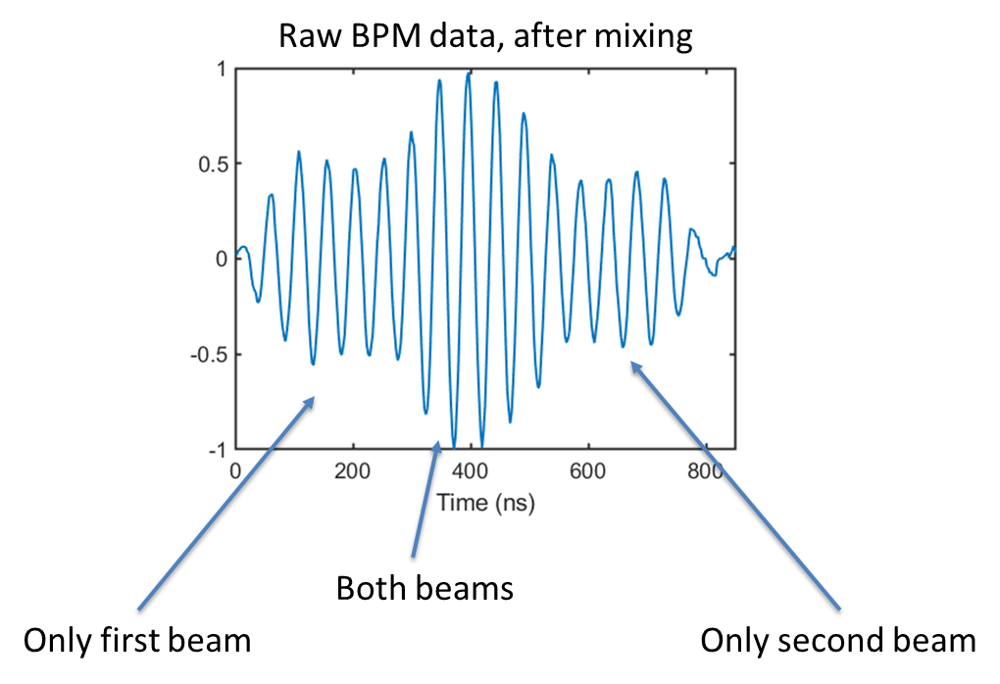 Raw BPM data, after mixing
1
0.5
0
-0.5
-1
0 200 400 600 800
Time (ns)
Both beams
Only first beam
Only second beam